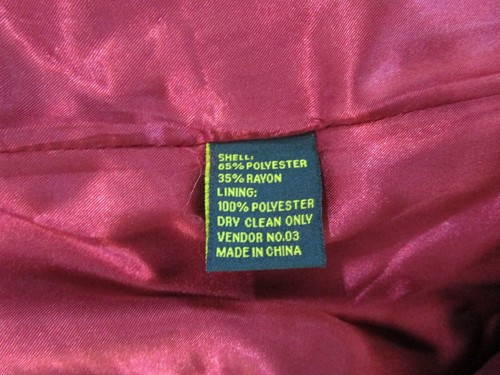 SHELL:
65% POLYESTER
35% RAYON
LINING:
100% POLYESTER
DRY CLEAN ONLY
VENDOR NO.03
MADE IN CHINA